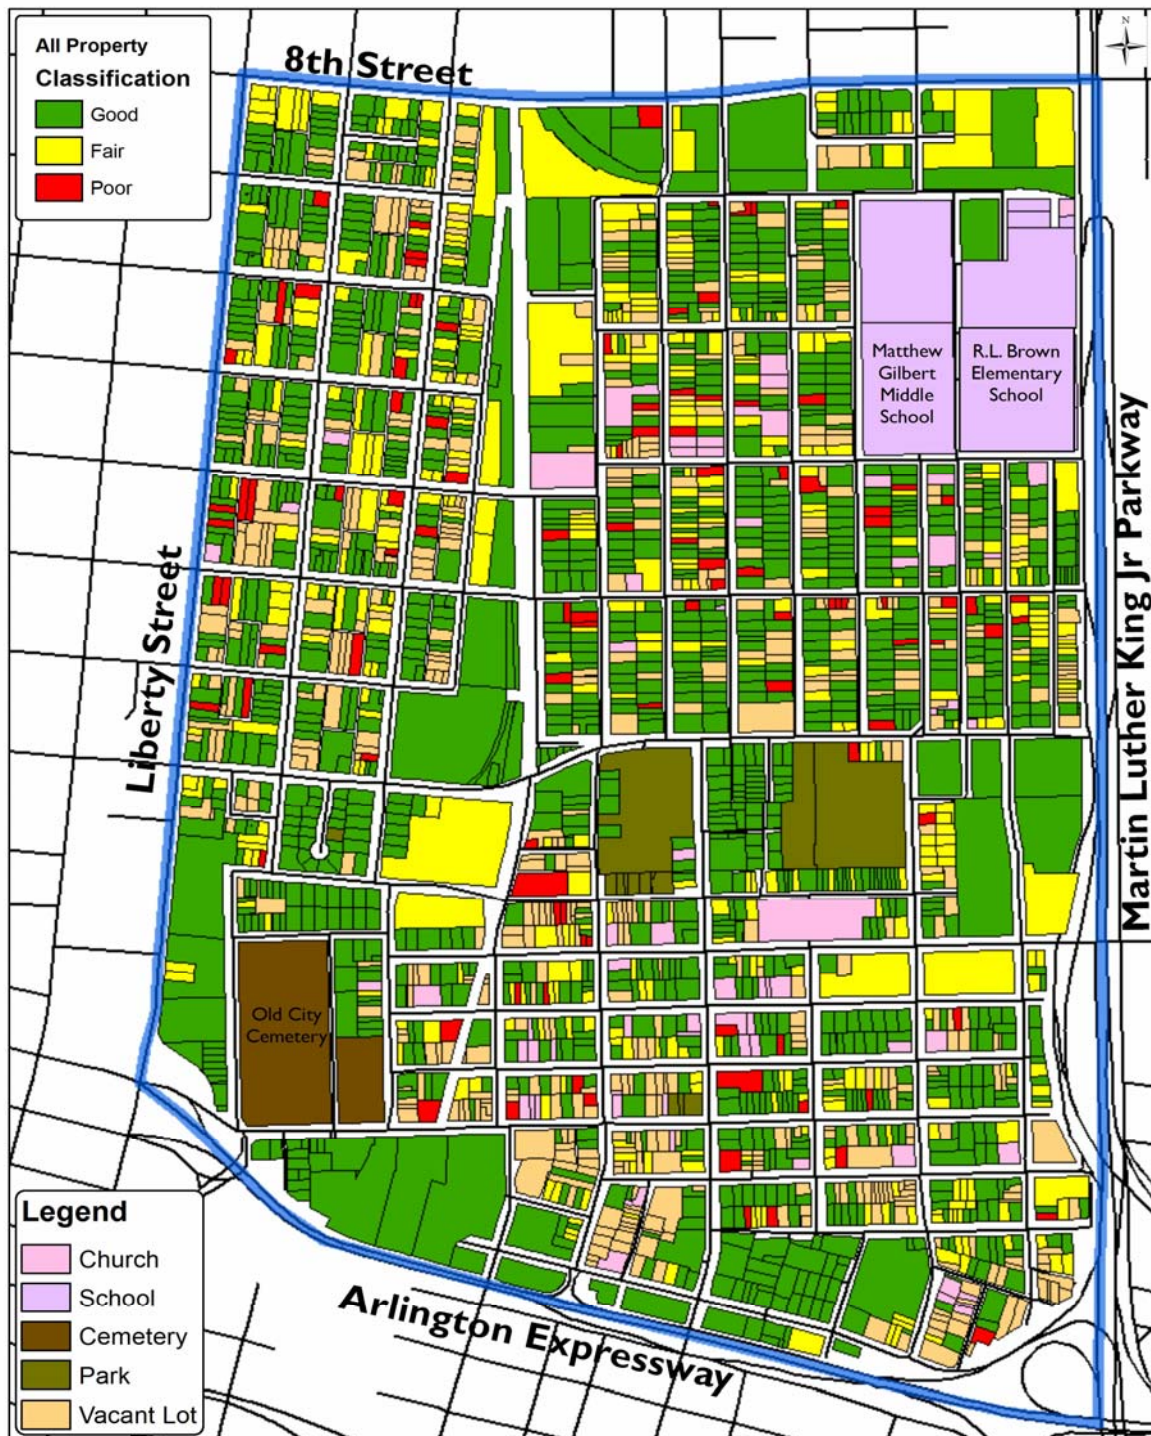 All Property
Classification
Good
Fair
Poor
8th Street
N
Matthew
Gilbert
Middle
School
R.L. Brown
Elementary
School
Martin Luther King Jr Parkway
Liberty Street
Old City
Cemetery
Arlington Expressway
Legend
Church
School
Cemetery
Park
Vacant Lot